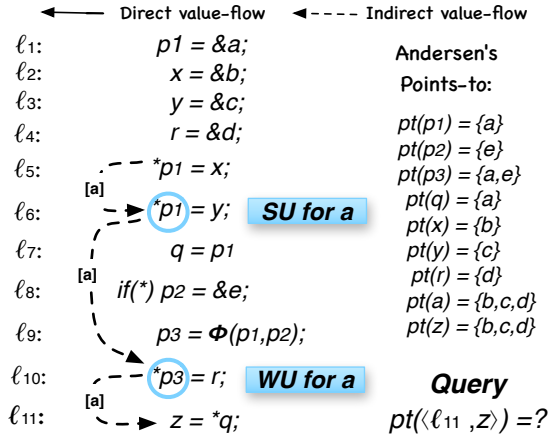 Direct value-flow Indirect value-flow
ℓ1: p1 = &a;
ℓ2: x = &b;
ℓ3: y = &c;
ℓ4: r = &d;
ℓ5: *p1 = x;
[a]
ℓ6: *p1 = y; SU for a
ℓ7: q = p1
[a]
ℓ8: if(*) p2 = &e;
ℓ9: p3 = Φ(p1,p2);
ℓ10: *p3 = r; WU for a
[a]
ℓ11: z = *q;
Andersen's
Points-to:
pt(p1) = {a}
pt(p2) = {e}
pt(p3) = {a,e}
pt(q) = {a}
pt(x) = {b}
pt(y) = {c}
pt(r) = {d}
pt(a) = {b,c,d}
pt(z) = {b,c,d}
Query
pt(⟨ℓ11 ,z⟩) =?